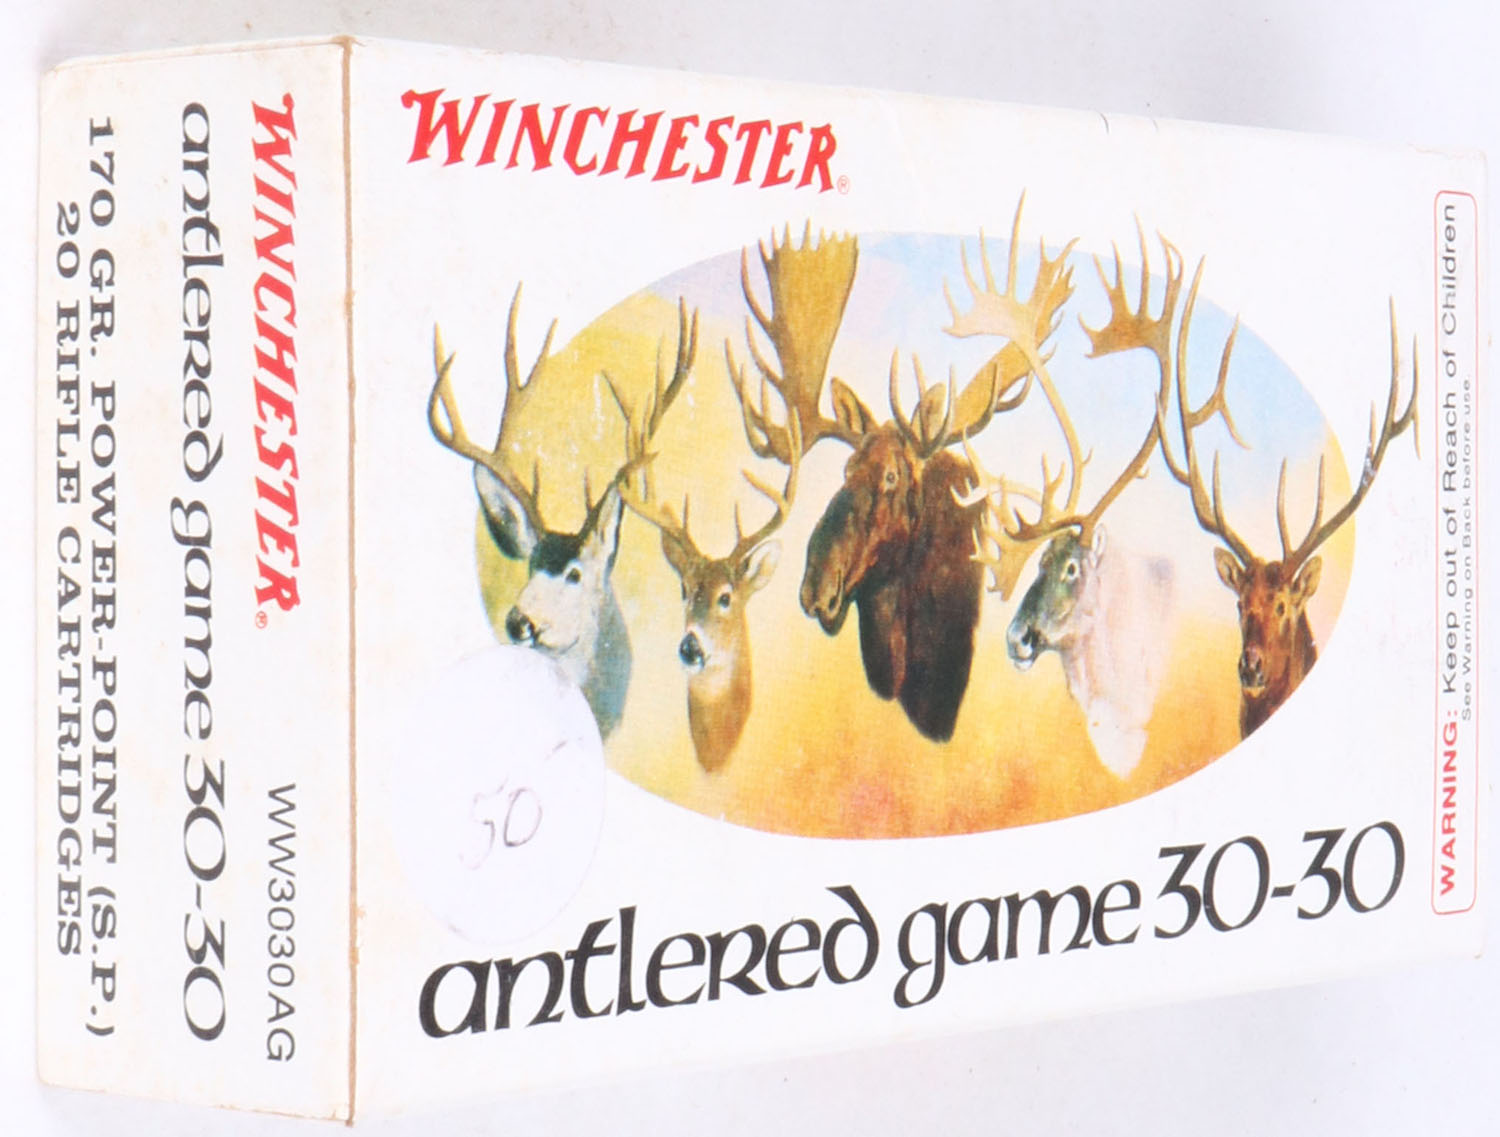 WINCHESTER®
antlered game 30-30
WARNING: Keep out of Reach of Children
See Warning on Back before use.
50
WINCHESTER®
WW3030AG
antlered game 30-30
170 GR. POWER-POINT (S.P.)
20 RIFLE CARTRIDGES